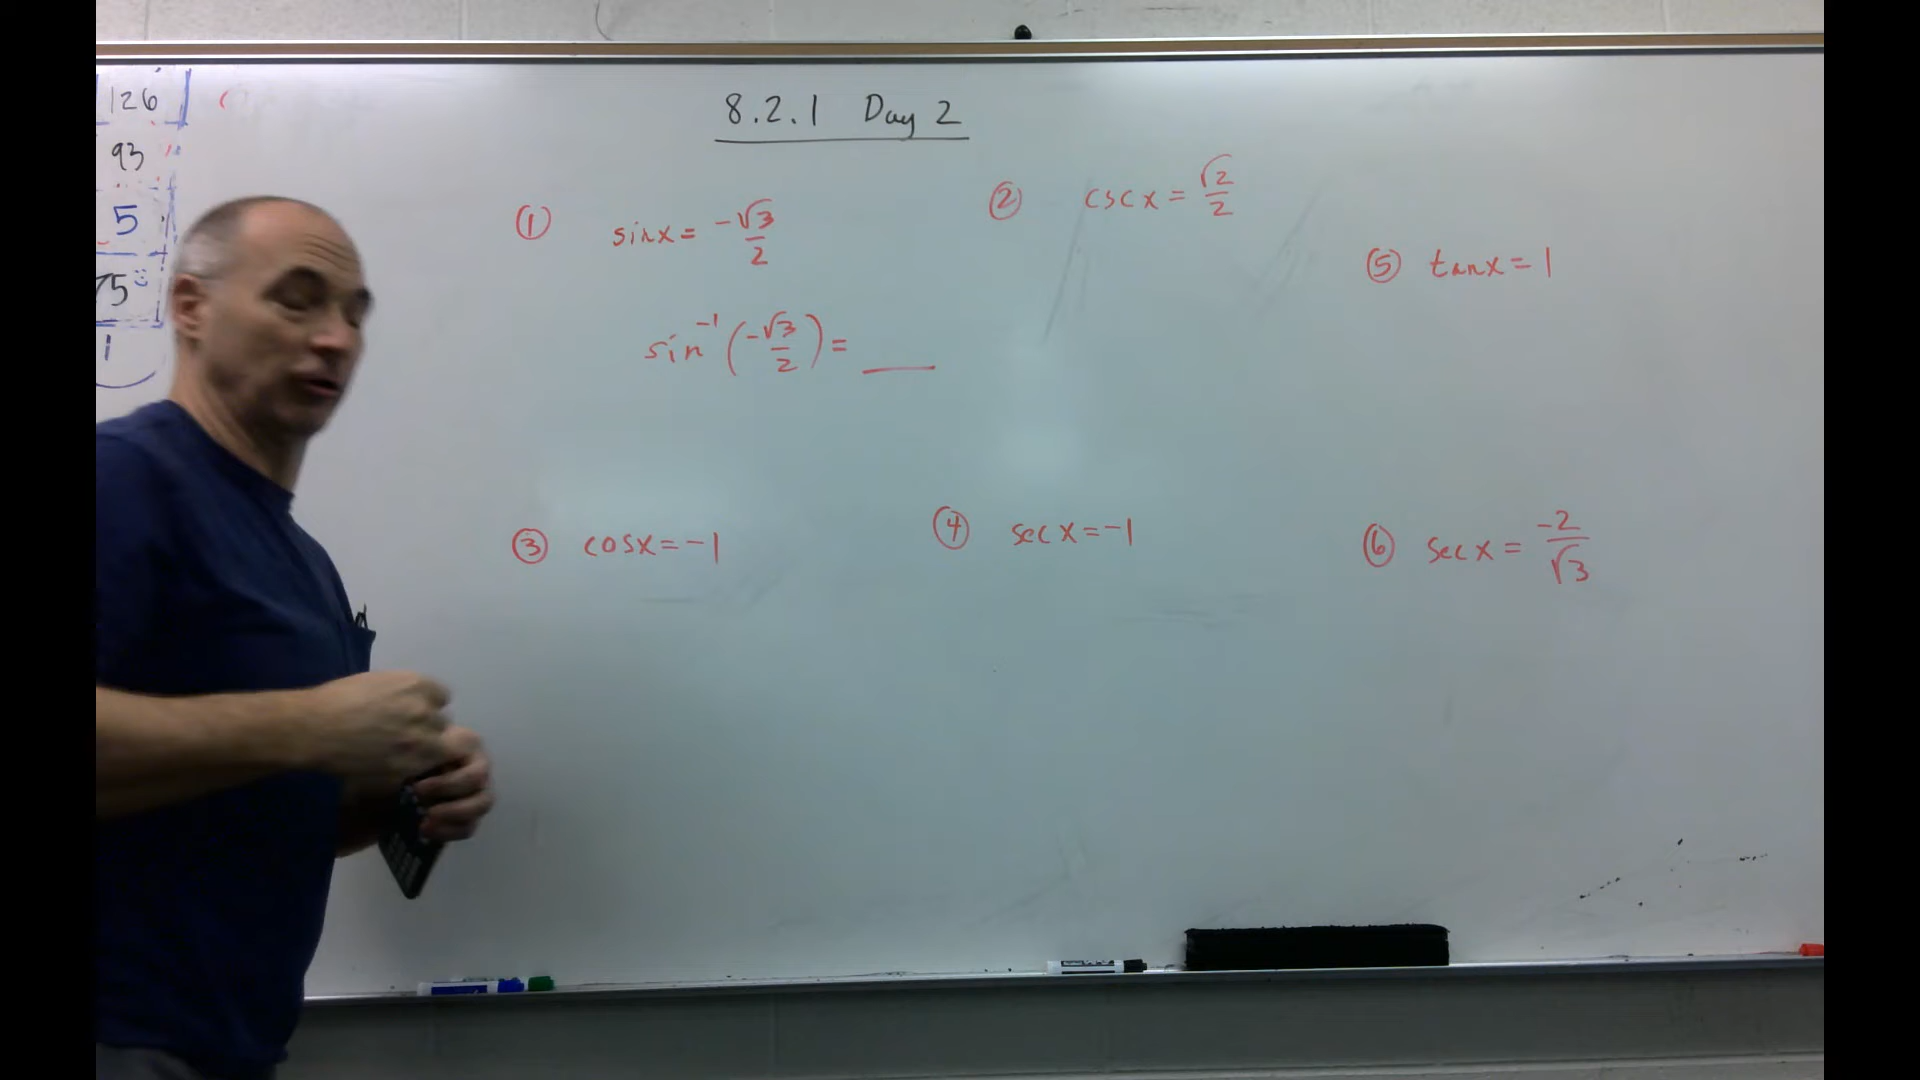 126
93
5
75
1
8.2.1 Day 2
① sinx = -√3/2
sin⁻¹(-√3/2) = ___
② cscx = √2/2
⑤ tanx = 1
③ cosx = -1
④ secx = -1
⑥ secx = -2/√3